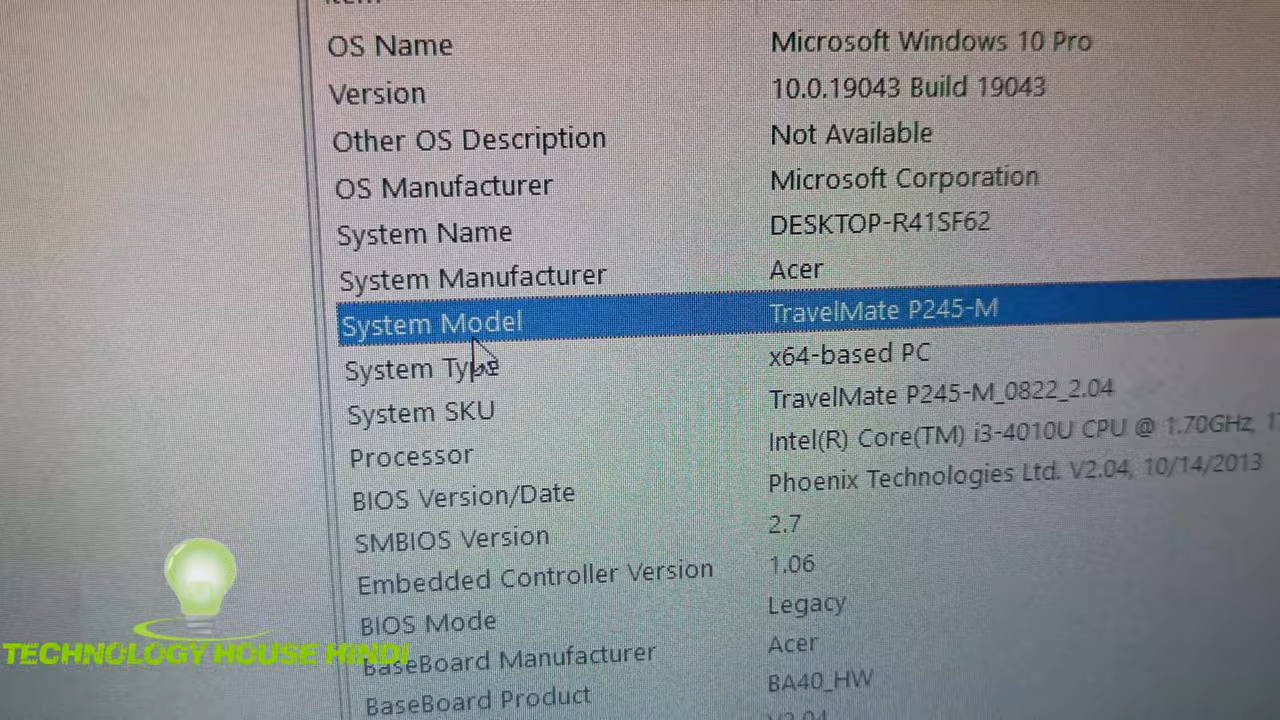 OS Name Microsoft Windows 10 Pro
Version 10.0.19043 Build 19043
Other OS Description Not Available
OS Manufacturer Microsoft Corporation
System Name DESKTOP-R41SF62
System Manufacturer Acer
System Model TravelMate P245-M
System Type x64-based PC
System SKU TravelMate P245-M_0822_2.04
Processor Intel(R) Core(TM) i3-4010U CPU @ 1.70GHz,
BIOS Version/Date Phoenix Technologies Ltd. V2.04, 10/14/2013
SMBIOS Version 2.7
Embedded Controller Version 1.06
BIOS Mode Legacy
BaseBoard Manufacturer Acer
BaseBoard Product BA40_HW
V2.04
TECHNOLOGY HOUSE HINDI